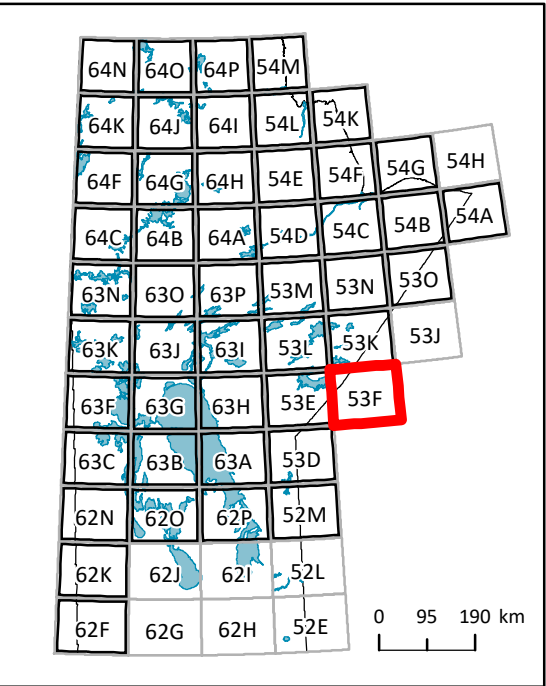 64N 64O 64P 54M
64K 64J 64I 54L 54K
64F 64G 64H 54E 54F 54G 54H
64C 64B 64A 54D 54C 54B 54A
63N 63O 63P 53M 53N 53O
63K 63J 63I 53L 53K 53J
63F 63G 63H 53E 53F
63C 63B 63A 53D
62N 62O 62P 52M
62K 62J 62I 52L
62F 62G 62H 52E
0 95 190 km